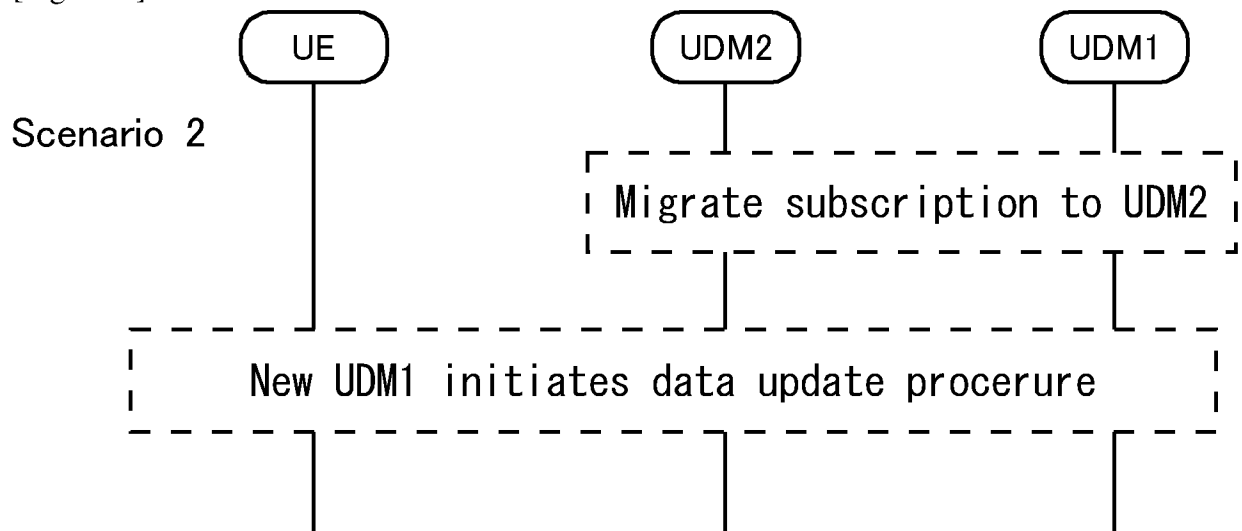 UE
UDM2
UDM1
Scenario 2
Migrate subscription to UDM2
New UDM1 initiates data update procerure